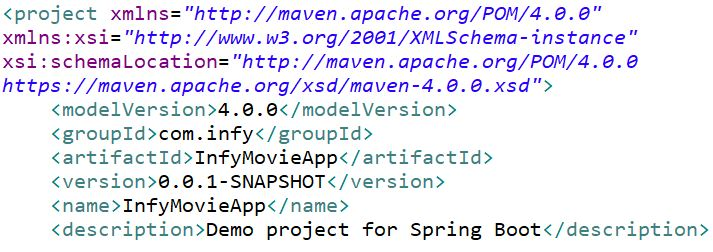 <project xmlns="http://maven.apache.org/POM/4.0.0"
xmlns:xsi="http://www.w3.org/2001/XMLSchema-instance"
xsi:schemaLocation="http://maven.apache.org/POM/4.0.0
https://maven.apache.org/xsd/maven-4.0.0.xsd">
    <modelVersion>4.0.0</modelVersion>
    <groupId>com.infy</groupId>
    <artifactId>InfyMovieApp</artifactId>
    <version>0.0.1-SNAPSHOT</version>
    <name>InfyMovieApp</name>
    <description>Demo project for Spring Boot</description>